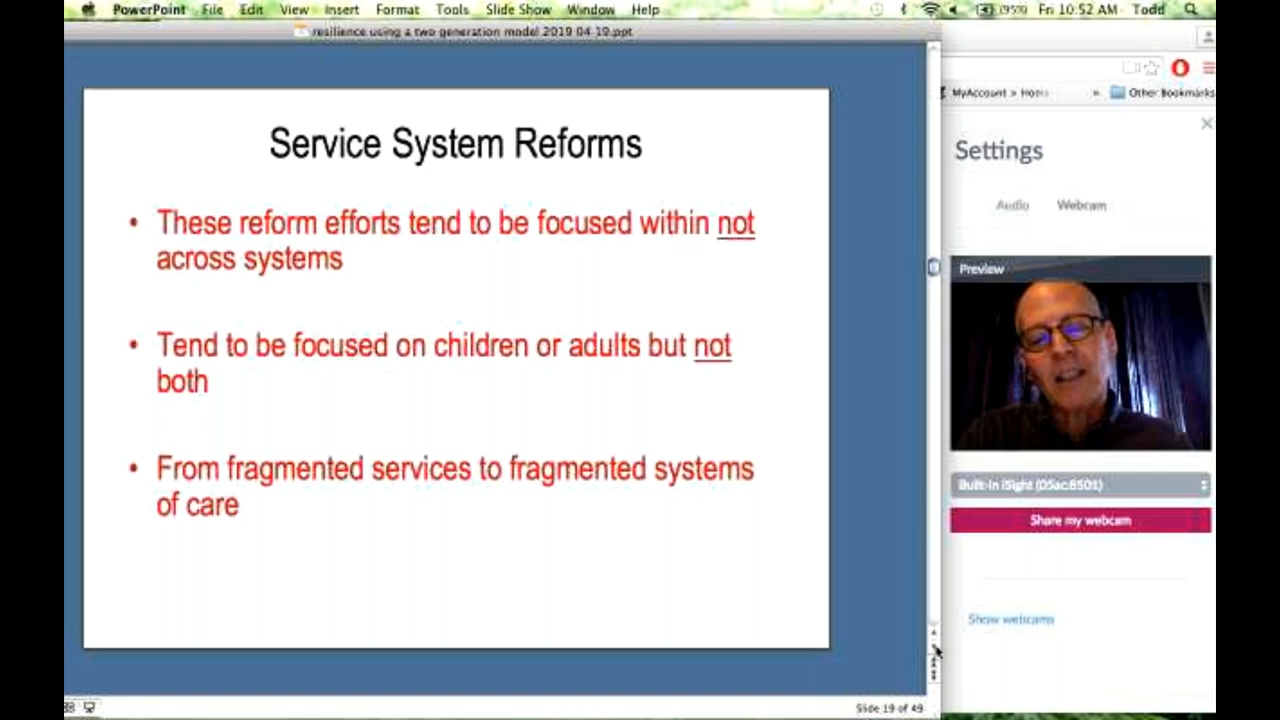 PowerPoint File Edit View Insert Format Tools Slide Show Window Help (95%) Fri 10:52 AM Todd
resilience using a two generation model 2019 04 19.ppt
Service System Reforms
• These reform efforts tend to be focused within not
across systems
• Tend to be focused on children or adults but not
both
• From fragmented services to fragmented systems
of care
Slide 19 of 49
MyAccount » Home » Other Bookmarks
Settings
Audio Webcam
Preview
Built-in iSight (05ac:8501)
Share my webcam
Show webcams